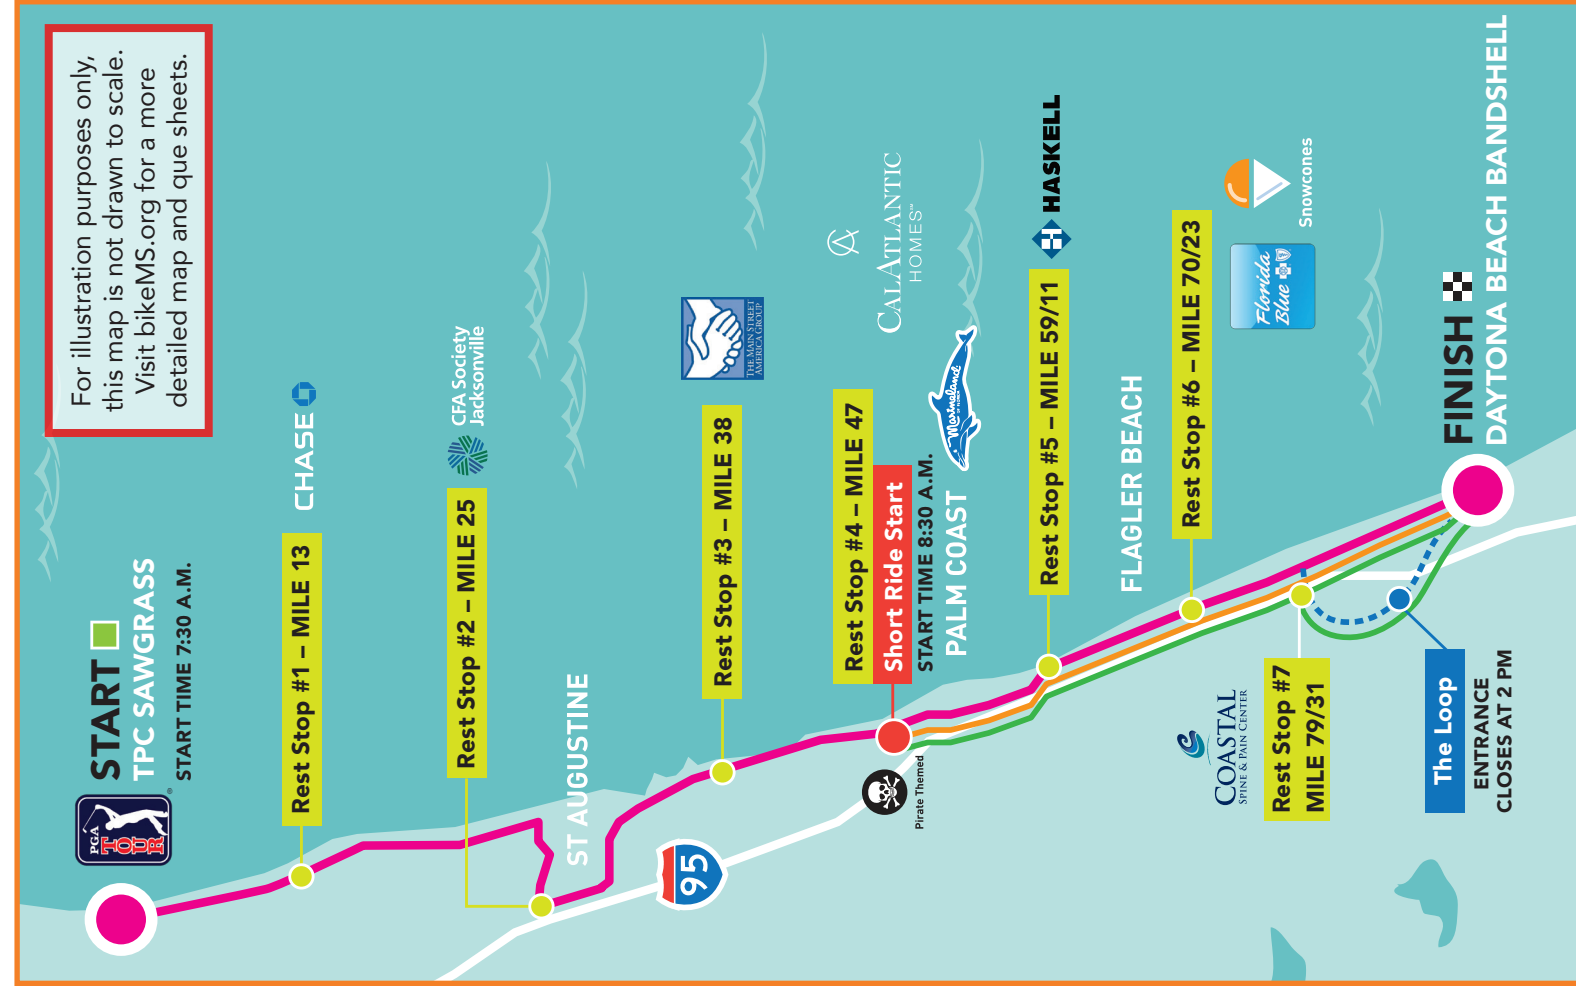 For illustration purposes only,
this map is not drawn to scale.
Visit bikeMS.org for a more
detailed map and que sheets.
START
TPC SAWGRASS
START TIME 7:30 A.M.
PGA
TOUR
®
Rest Stop #1 – MILE 13
CHASE
Rest Stop #2 – MILE 25
CFA Society
Jacksonville
ST AUGUSTINE
95
Rest Stop #3 – MILE 38
THE MAIN STREET
AMERICA GROUP
Rest Stop #4 – MILE 47
Short Ride Start
START TIME 8:30 A.M.
CALATLANTIC
HOMES℠
Pirate Themed
PALM COAST
Marineland
OF FLORIDA
Rest Stop #5 – MILE 59/11
H HASKELL
FLAGLER BEACH
Rest Stop #6 – MILE 70/23
Florida
Blue
Snowcones
COASTAL
SPINE & PAIN CENTER
Rest Stop #7
MILE 79/31
The Loop
ENTRANCE
CLOSES AT 2 PM
FINISH
DAYTONA BEACH BANDSHELL